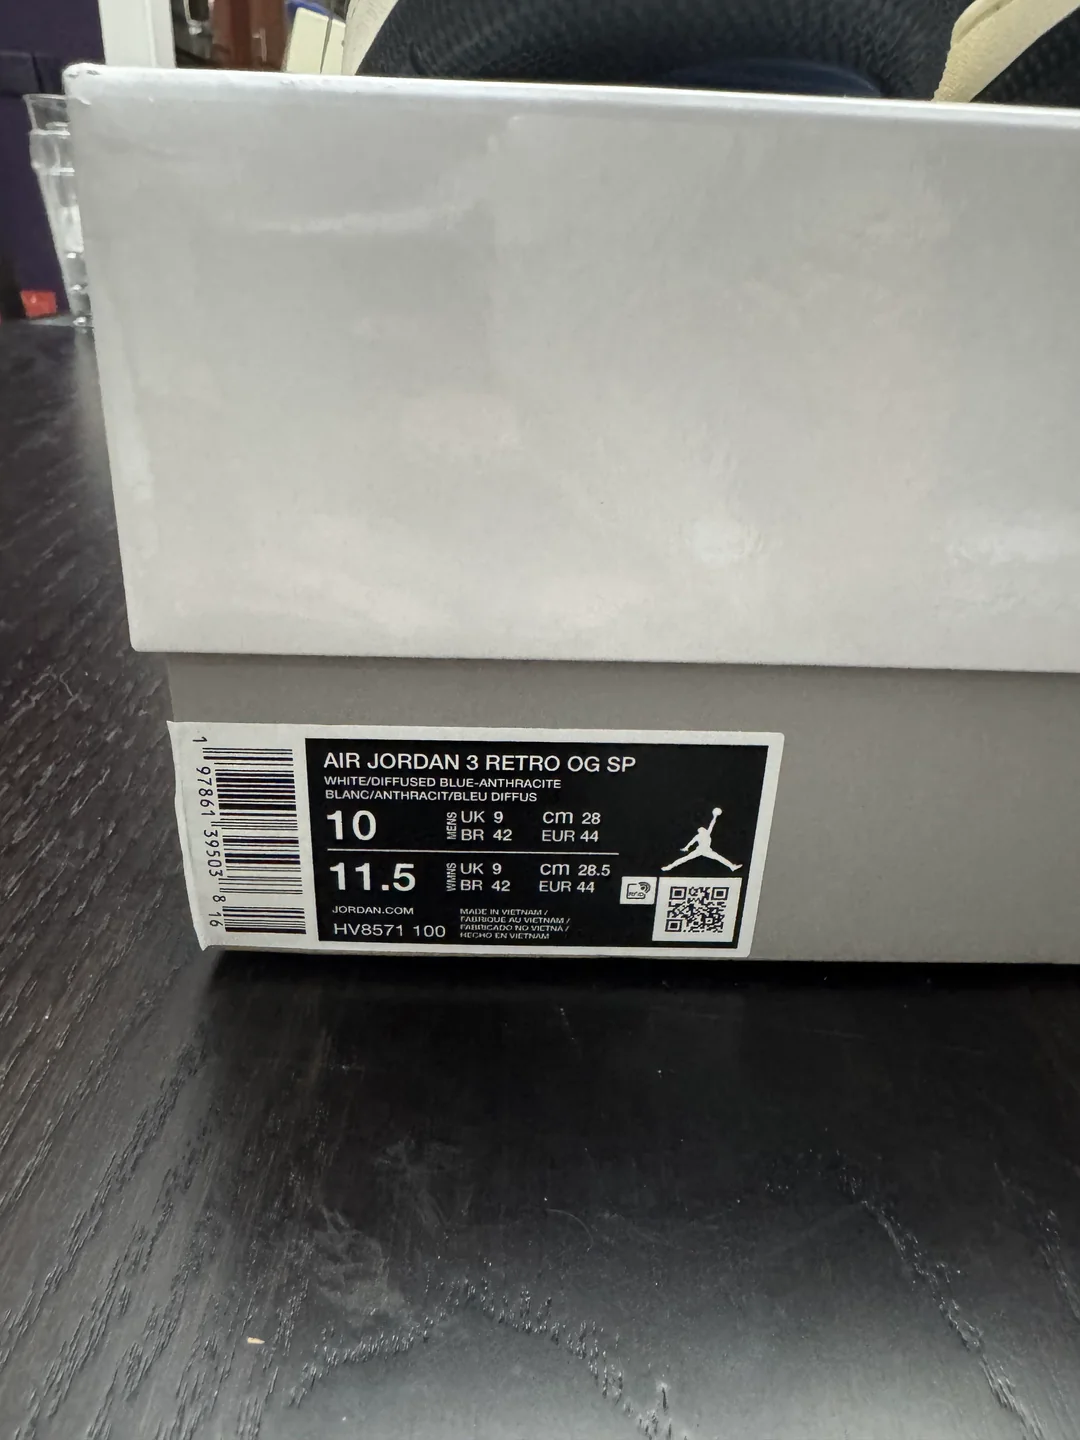 AIR JORDAN 3 RETRO OG SP
WHITE/DIFFUSED BLUE-ANTHRACITE
BLANC/ANTHRACIT/BLEU DIFFUS
10 MENS UK 9 cm 28
BR 42 EUR 44
11.5 WMNS UK 9 cm 28.5
BR 42 EUR 44
JORDAN.COM
HV8571 100
MADE IN VIETNAM /
FABRIQUE AU VIETNAM /
FABRICADO NO VIETNA /
HECHO EN VIETNAM
RFID
1 97861 39503 8 16